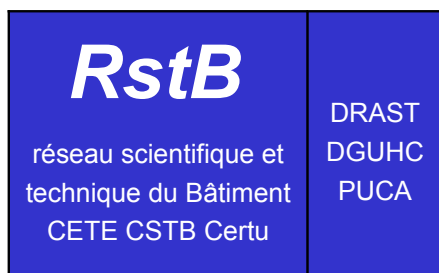 RstB
réseau scientifique et
technique du Bâtiment
CETE CSTB Certu
DRAST
DGUHC
PUCA